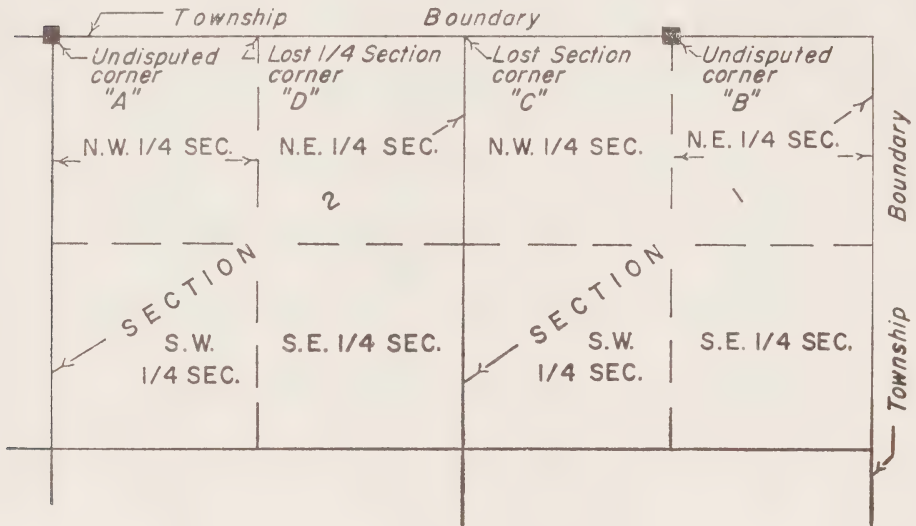 Township Boundary
Undisputed corner "A"
Lost 1/4 Section corner "D"
Lost Section corner "C"
Undisputed corner "B"
N.W. 1/4 SEC.
N.E. 1/4 SEC.
N.W. 1/4 SEC.
N.E. 1/4 SEC.
Boundary
2
1
SECTION
SECTION
S.W.
1/4 SEC.
S.E. 1/4 SEC.
S.W.
1/4 SEC.
S.E. 1/4 SEC.
Township